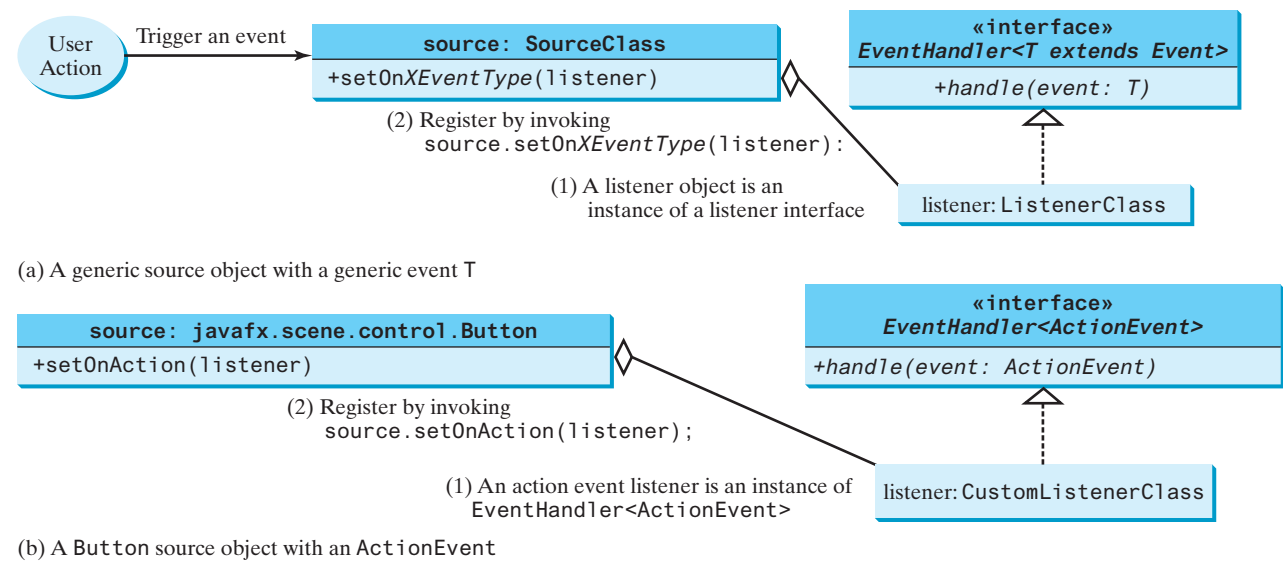 User
Action
Trigger an event
source: SourceClass
+setOnXEventType(listener)
«interface»
EventHandler<T extends Event>
+handle(event: T)
(2) Register by invoking
source.setOnXEventType(listener):
(1) A listener object is an
instance of a listener interface
listener: ListenerClass
(a) A generic source object with a generic event T
source: javafx.scene.control.Button
+setOnAction(listener)
«interface»
EventHandler<ActionEvent>
+handle(event: ActionEvent)
(2) Register by invoking
source.setOnAction(listener);
(1) An action event listener is an instance of
EventHandler<ActionEvent>
listener: CustomListenerClass
(b) A Button source object with an ActionEvent